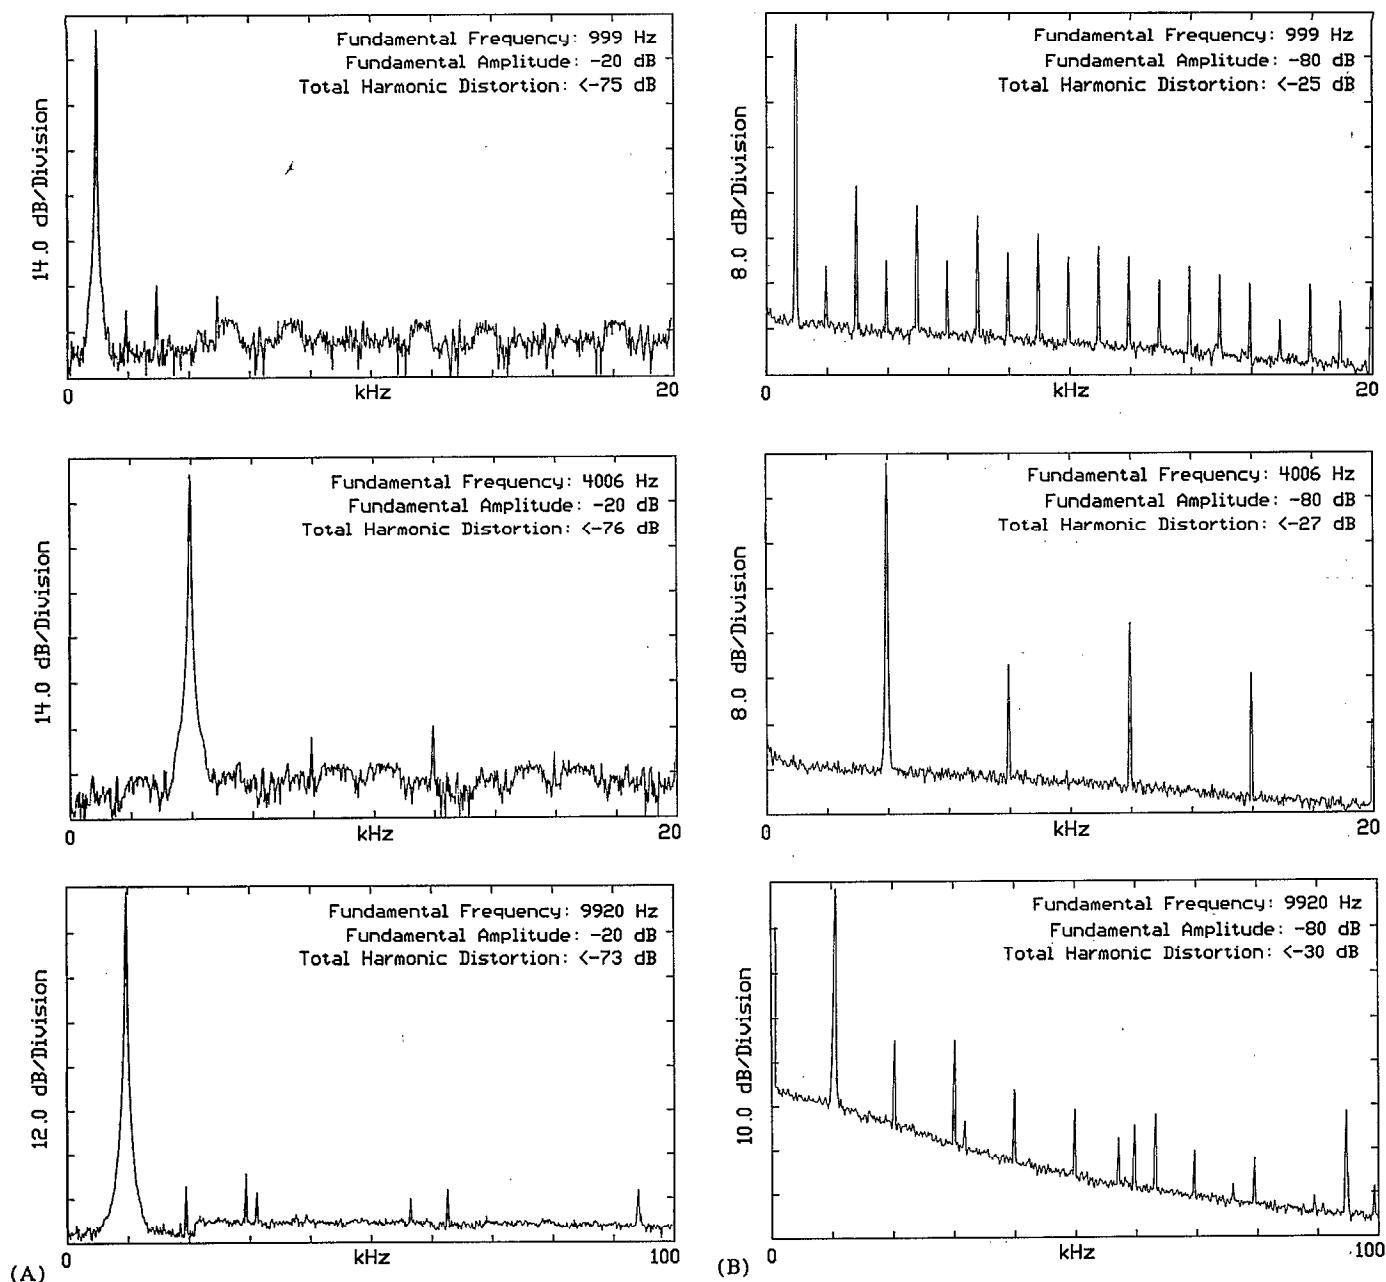 Fundamental Frequency: 999 Hz
Fundamental Amplitude: -20 dB
Total Harmonic Distortion: <-75 dB
14.0 dB/Division
0
kHz
20
Fundamental Frequency: 999 Hz
Fundamental Amplitude: -80 dB
Total Harmonic Distortion: <-25 dB
8.0 dB/Division
0
kHz
20
Fundamental Frequency: 4006 Hz
Fundamental Amplitude: -20 dB
Total Harmonic Distortion: <-76 dB
14.0 dB/Division
0
kHz
20
Fundamental Frequency: 4006 Hz
Fundamental Amplitude: -80 dB
Total Harmonic Distortion: <-27 dB
8.0 dB/Division
0
kHz
20
Fundamental Frequency: 9920 Hz
Fundamental Amplitude: -20 dB
Total Harmonic Distortion: <-73 dB
12.0 dB/Division
0
kHz
100
(A)
Fundamental Frequency: 9920 Hz
Fundamental Amplitude: -80 dB
Total Harmonic Distortion: <-30 dB
10.0 dB/Division
0
kHz
100
(B)